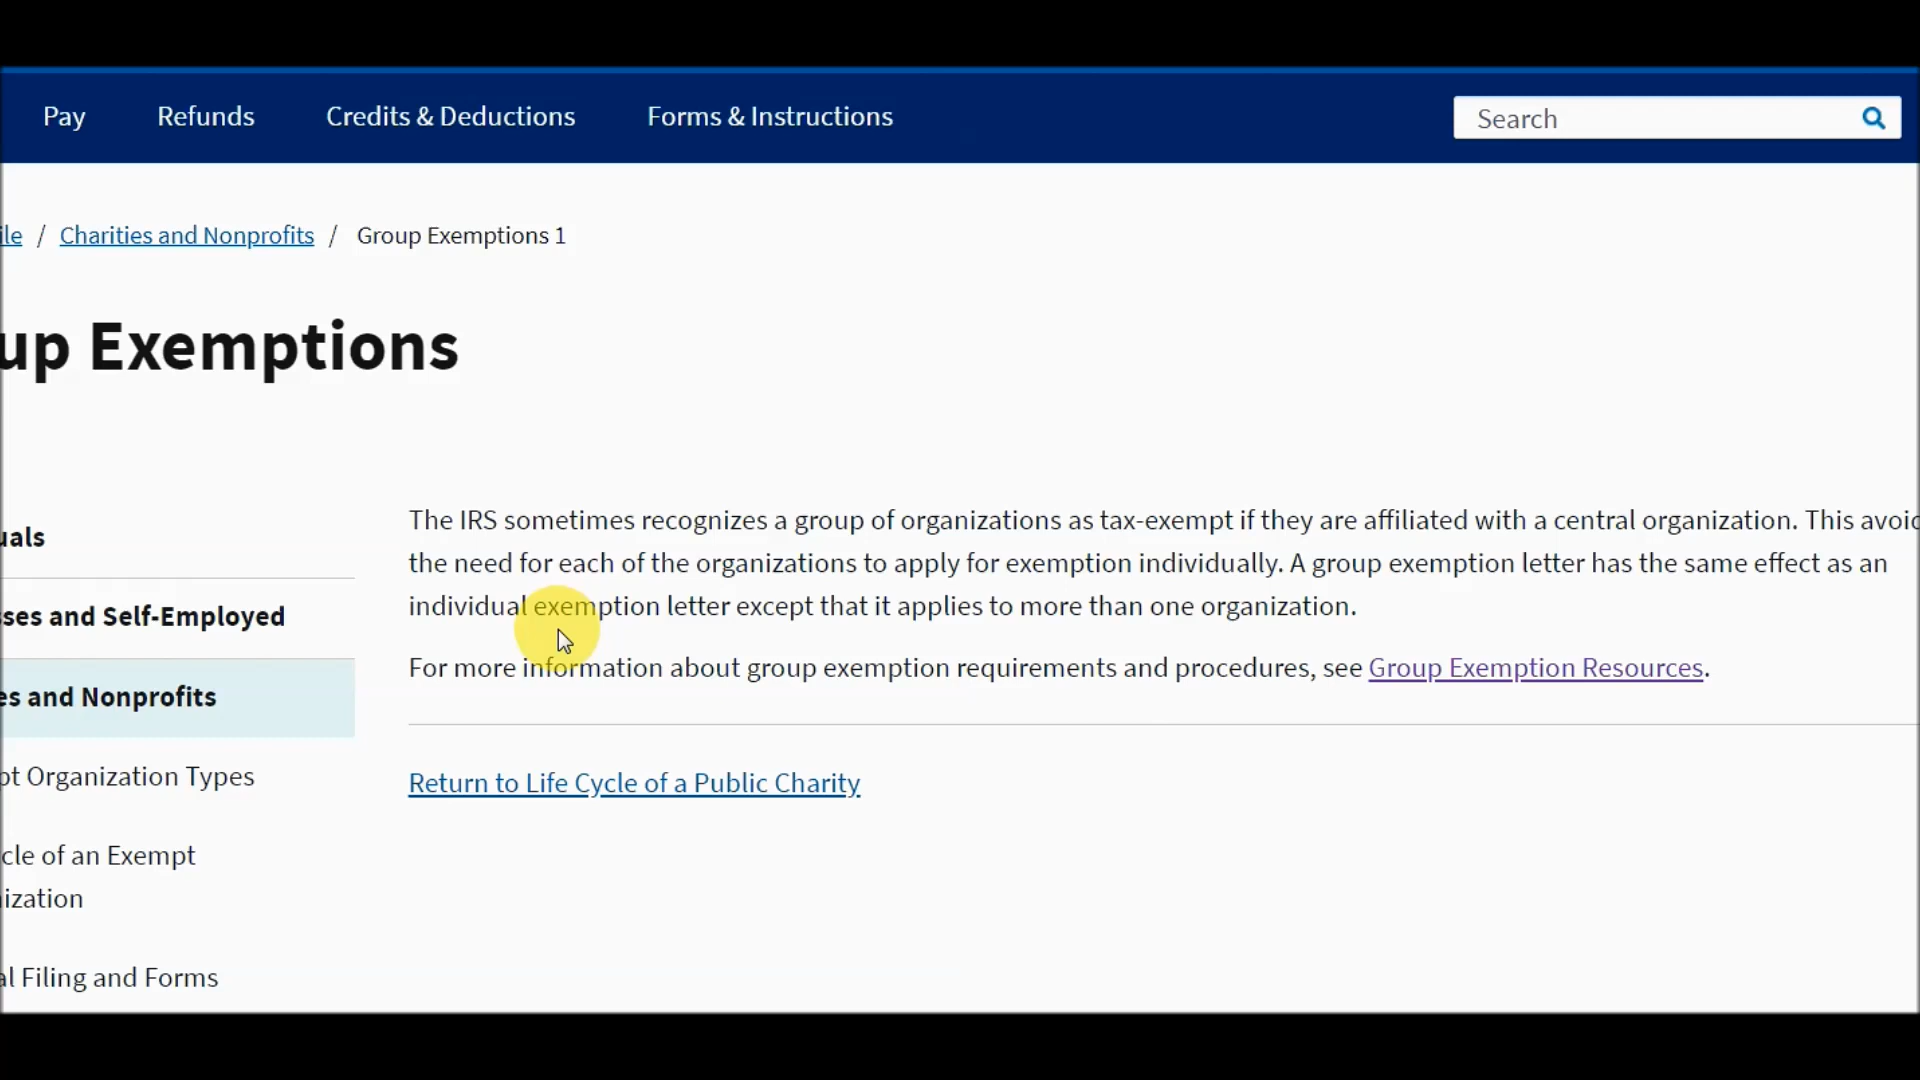 Pay Refunds Credits & Deductions Forms & Instructions Search
ile / Charities and Nonprofits / Group Exemptions 1
up Exemptions
uals
sses and Self-Employed
es and Nonprofits
pt Organization Types
cle of an Exempt
ization
al Filing and Forms
The IRS sometimes recognizes a group of organizations as tax-exempt if they are affiliated with a central organization. This avoid
the need for each of the organizations to apply for exemption individually. A group exemption letter has the same effect as an
individual exemption letter except that it applies to more than one organization.
For more information about group exemption requirements and procedures, see Group Exemption Resources.
Return to Life Cycle of a Public Charity